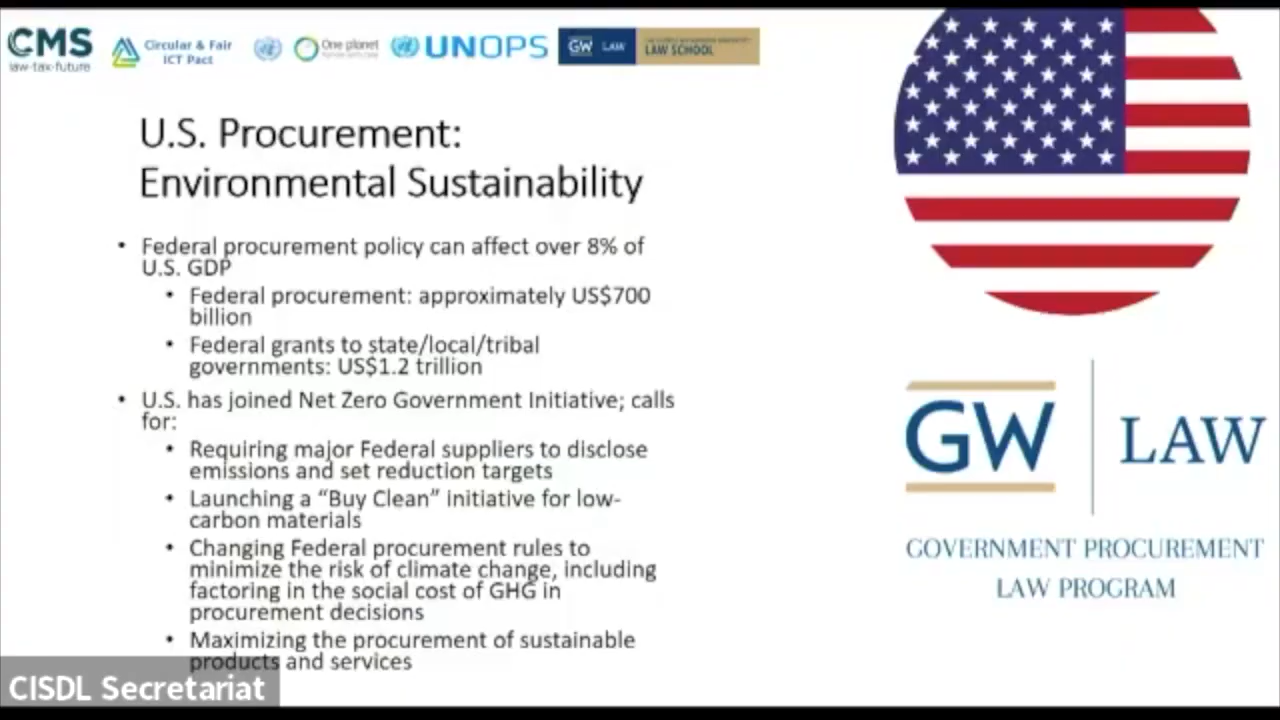 CMS
law·tax·future
Circular & Fair
ICT Pact
One planet
UNOPS
GW LAW
LAW SCHOOL
U.S. Procurement:
Environmental Sustainability
• Federal procurement policy can affect over 8% of
U.S. GDP
• Federal procurement: approximately US$700
billion
• Federal grants to state/local/tribal
governments: US$1.2 trillion
• U.S. has joined Net Zero Government Initiative; calls
for:
• Requiring major Federal suppliers to disclose
emissions and set reduction targets
• Launching a “Buy Clean” initiative for low-
carbon materials
• Changing Federal procurement rules to
minimize the risk of climate change, including
factoring in the social cost of GHG in
procurement decisions
• Maximizing the procurement of sustainable
products and services
GW LAW
GOVERNMENT PROCUREMENT
LAW PROGRAM
CISDL Secretariat